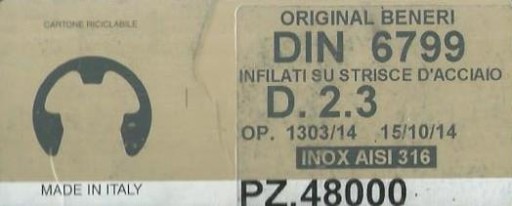 CARTONE RICICLABILE
MADE IN ITALY
ORIGINAL BENERI
DIN 6799
INFILATI SU STRISCE D'ACCIAIO
D. 2.3
OP. 1303/14 15/10/14
INOX AISI 316
PZ.48000